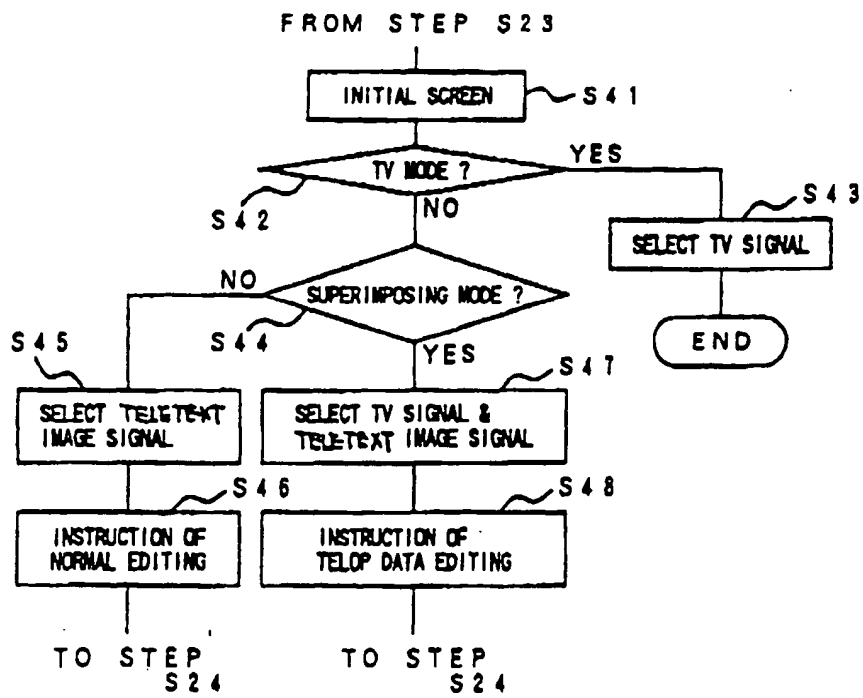 FROM STEP S23
INITIAL SCREEN
S41
TV MODE ?
YES
S42
NO
S43
SELECT TV SIGNAL
NO
SUPERIMPOSING MODE ?
END
S44
YES
S45
S47
SELECT TELETEXT
IMAGE SIGNAL
SELECT TV SIGNAL &
TELETEXT IMAGE SIGNAL
S46
S48
INSTRUCTION OF
NORMAL EDITING
INSTRUCTION OF
TELOP DATA EDITING
TO STEP
S24
TO STEP
S24